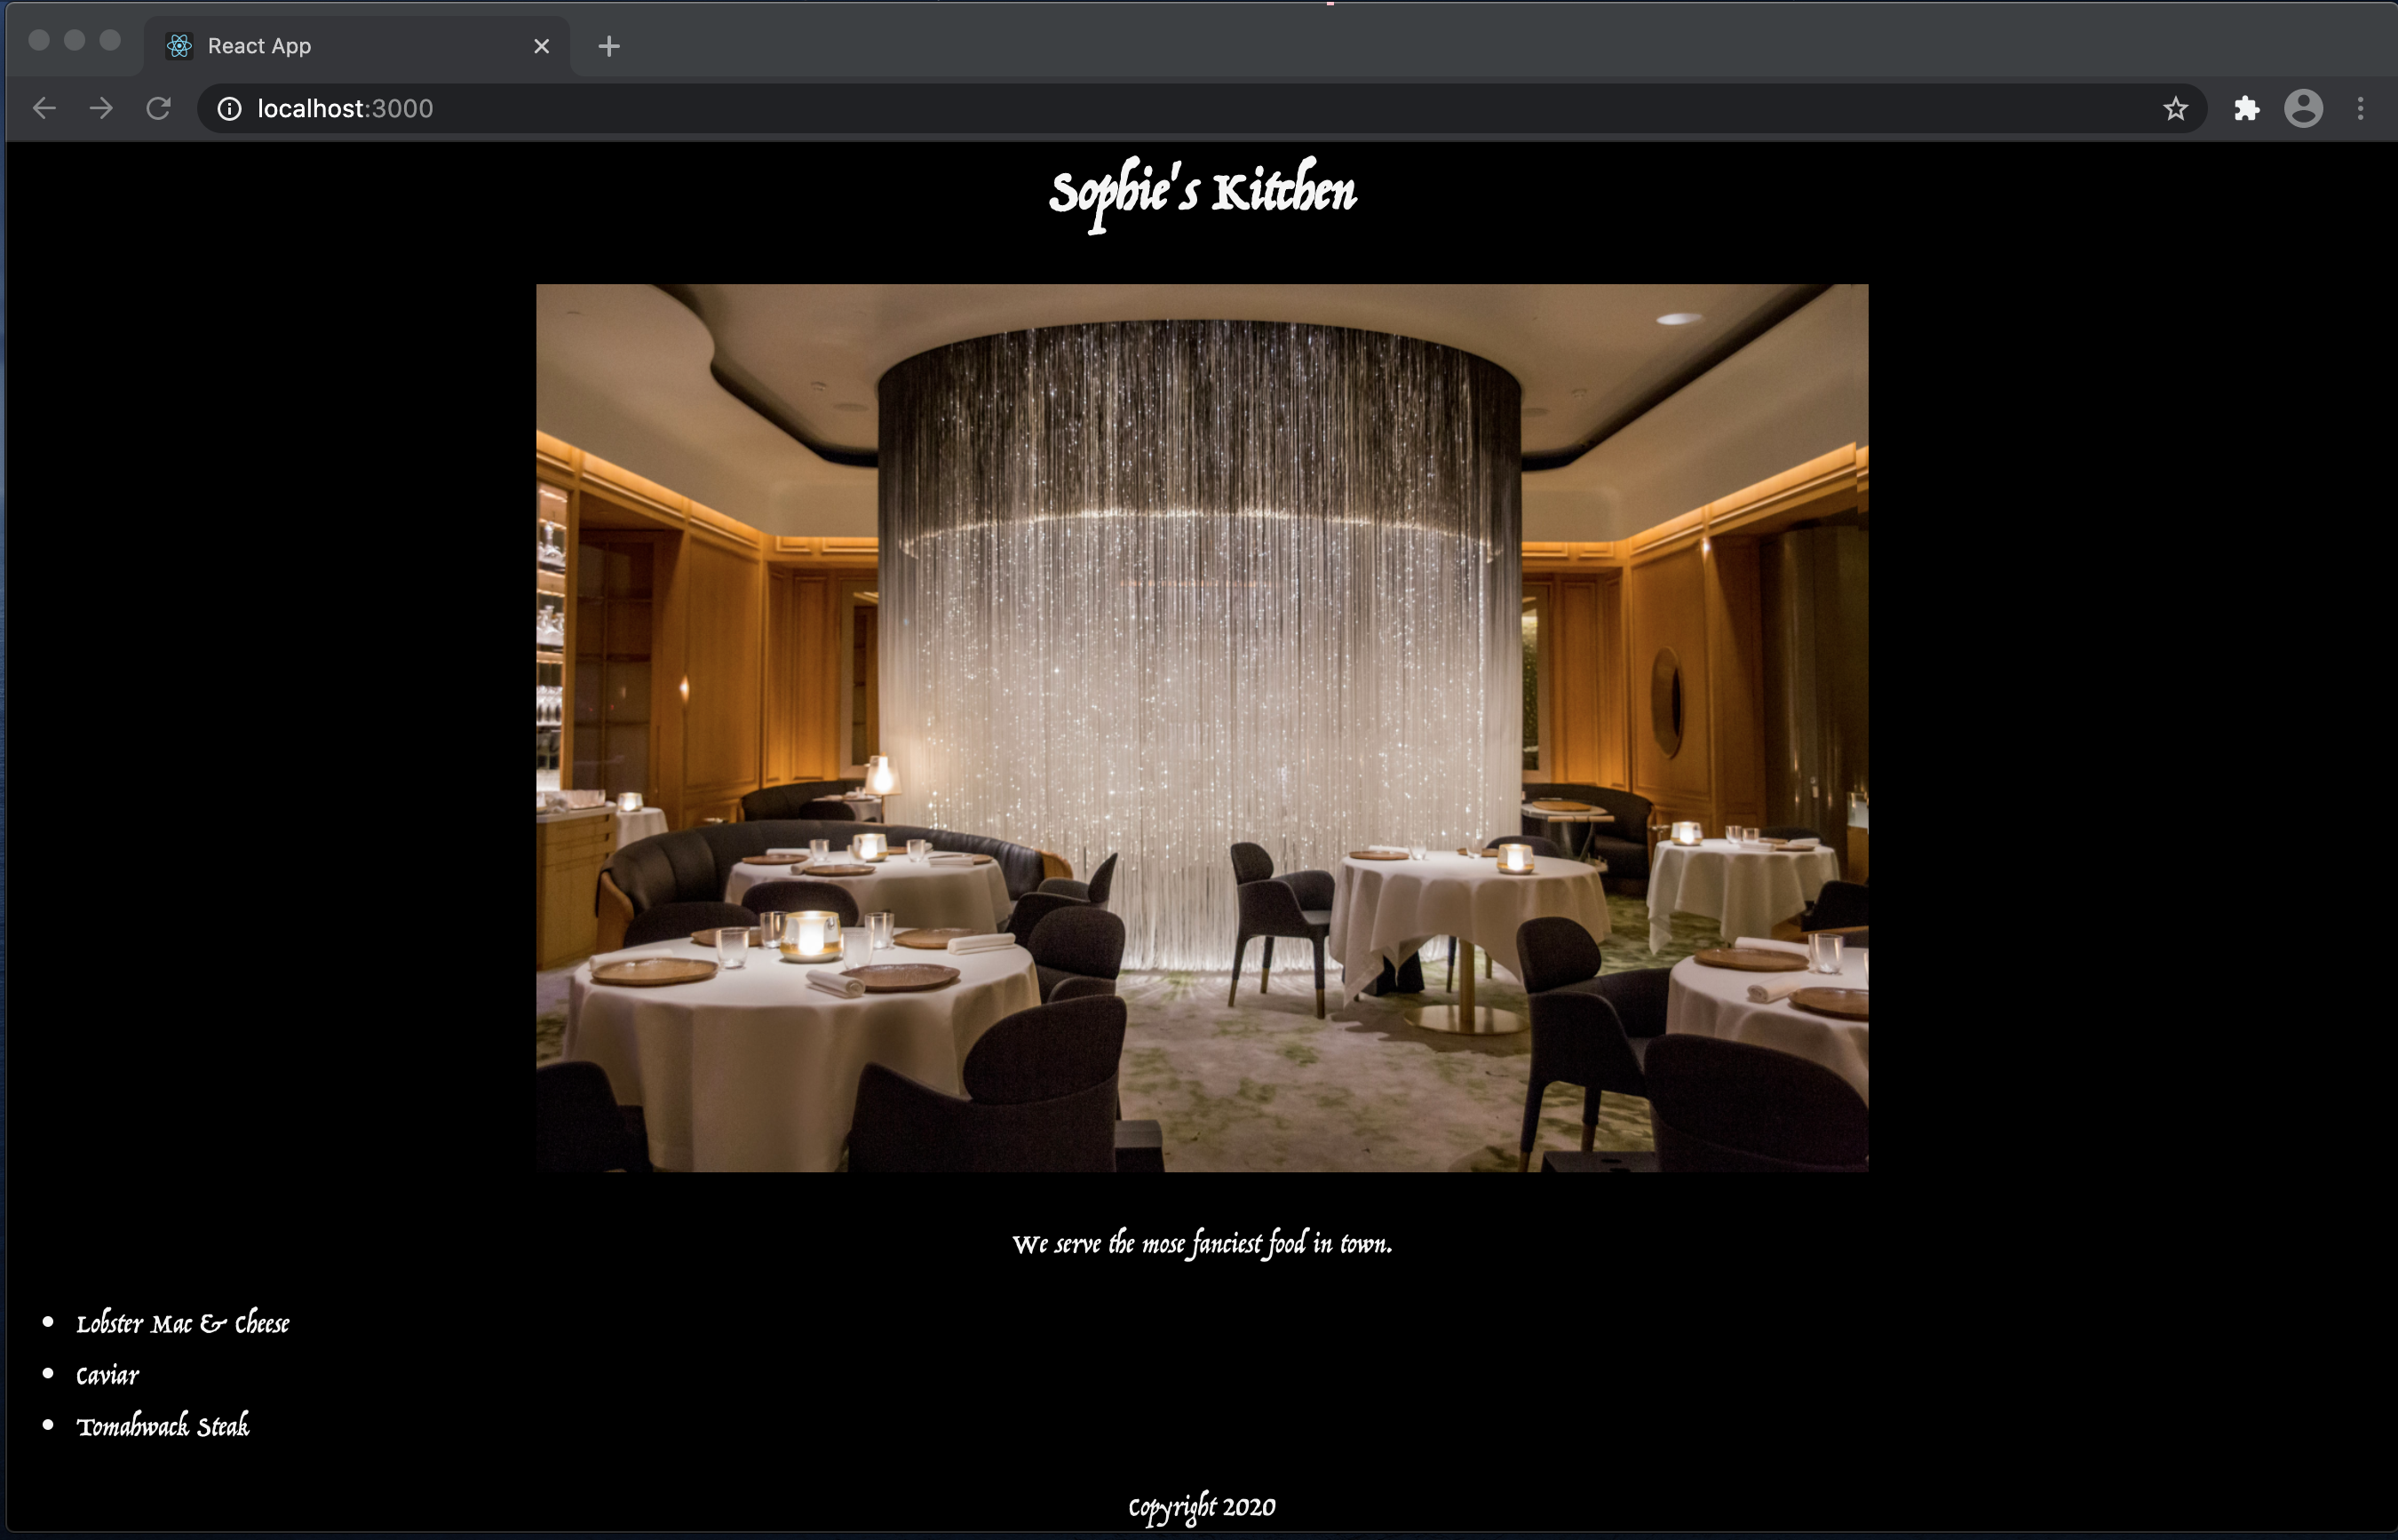 React App
localhost:3000
Sophie's Kitchen
We serve the mose fanciest food in town.
Lobster Mac & Cheese
Caviar
Tomahwack Steak
Copyright 2020